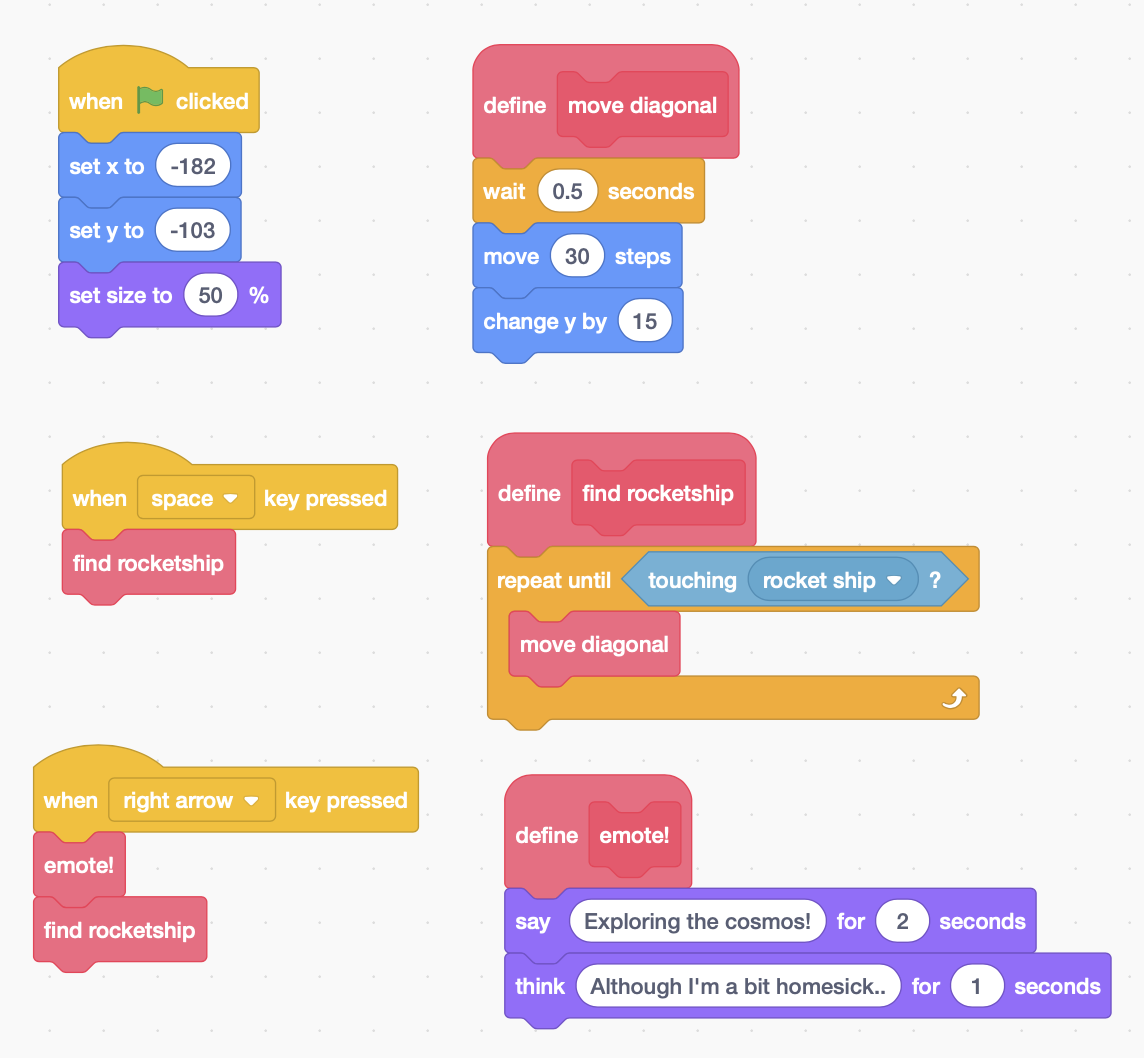 when clicked
set x to -182
set y to -103
set size to 50 %
define move diagonal
wait 0.5 seconds
move 30 steps
change y by 15
when space key pressed
find rocketship
define find rocketship
repeat until touching rocket ship ?
move diagonal
when right arrow key pressed
emote!
find rocketship
define emote!
say Exploring the cosmos! for 2 seconds
think Although I'm a bit homesick.. for 1 seconds